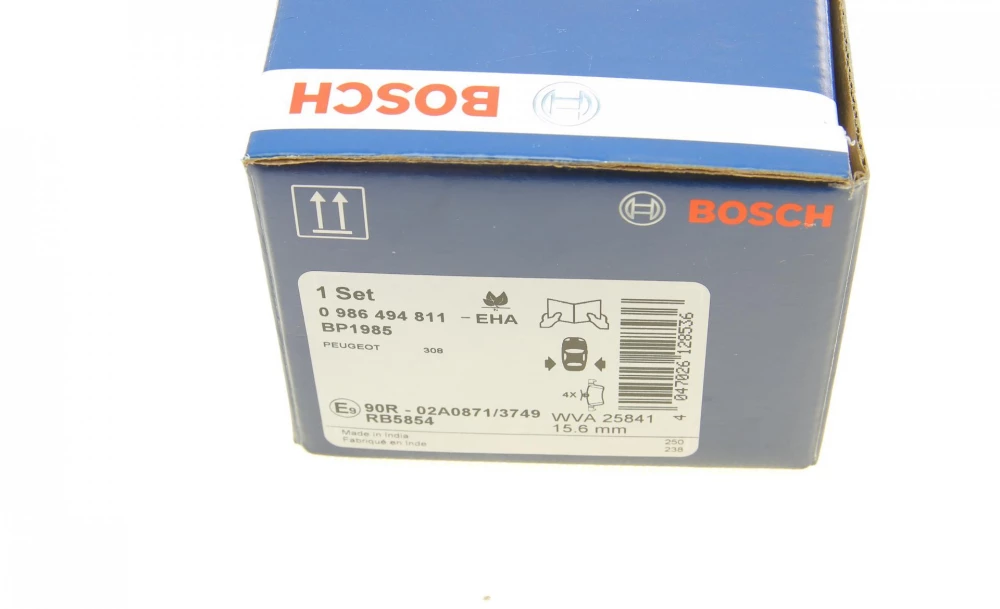 BOSCH
BOSCH
1 Set
0 986 494 811 - EHA
BP1985
PEUGEOT 308
4X
E9 90R - 02A0871/3749
RB5854
WVA 25841
15.6 mm
4 047026 128536
Made in India
Fabriqué en Inde
250
238